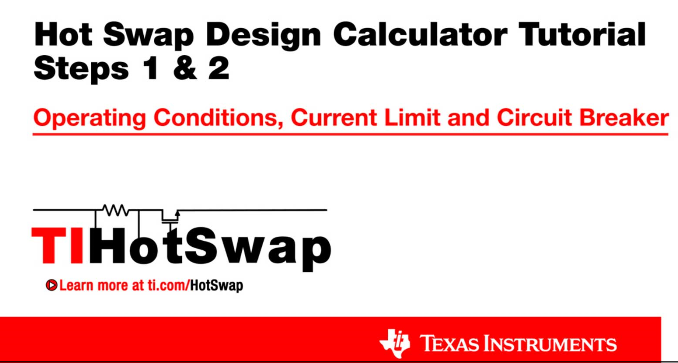 Hot Swap Design Calculator Tutorial
Steps 1 & 2
Operating Conditions, Current Limit and Circuit Breaker
TIHotSwap
Learn more at ti.com/HotSwap
TEXAS INSTRUMENTS